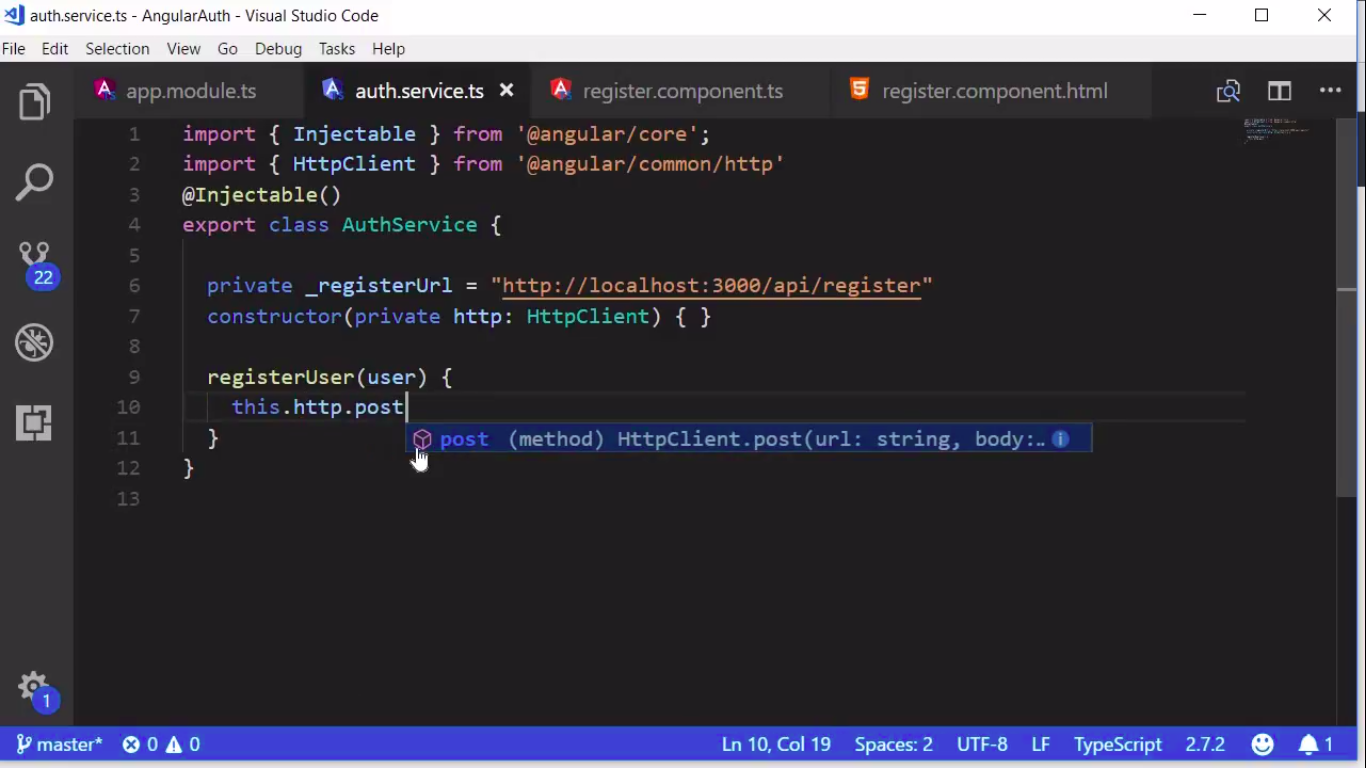 auth.service.ts - AngularAuth - Visual Studio Code
File Edit Selection View Go Debug Tasks Help
app.module.ts auth.service.ts register.component.ts register.component.html
1 import { Injectable } from '@angular/core';
2 import { HttpClient } from '@angular/common/http'
3 @Injectable()
4 export class AuthService {
5
6 private _registerUrl = "http://localhost:3000/api/register"
7 constructor(private http: HttpClient) { }
8
9 registerUser(user) {
10 this.http.post
11 }
post (method) HttpClient.post(url: string, body:..
12 }
13
22
1
master* 0 0 Ln 10, Col 19 Spaces: 2 UTF-8 LF TypeScript 2.7.2 1